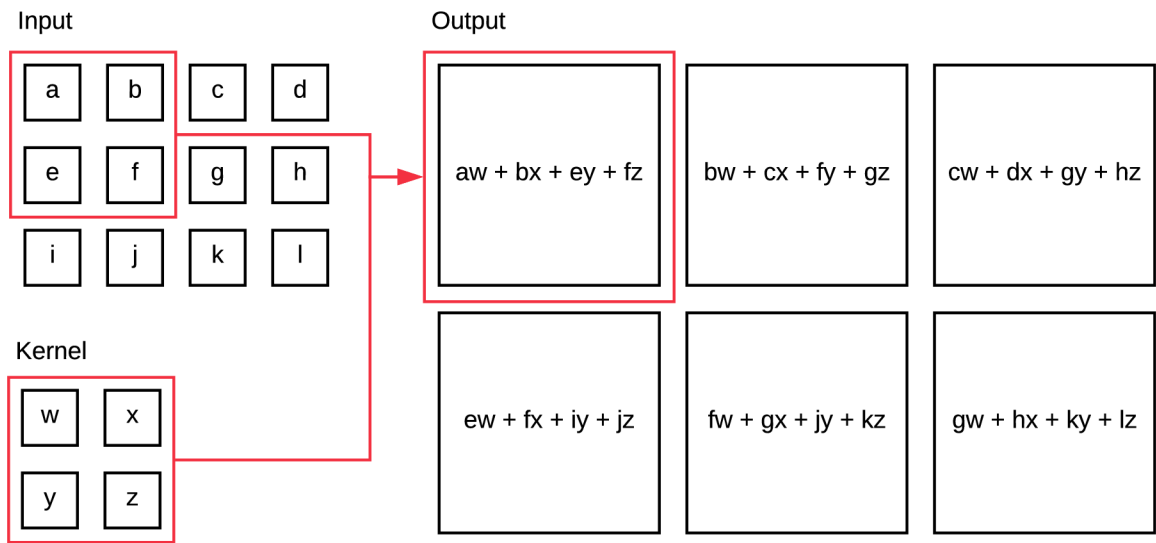 Input
Output
a b c d
e f g h
i j k l
aw + bx + ey + fz
bw + cx + fy + gz
cw + dx + gy + hz
Kernel
w x
y z
ew + fx + iy + jz
fw + gx + jy + kz
gw + hx + ky + lz